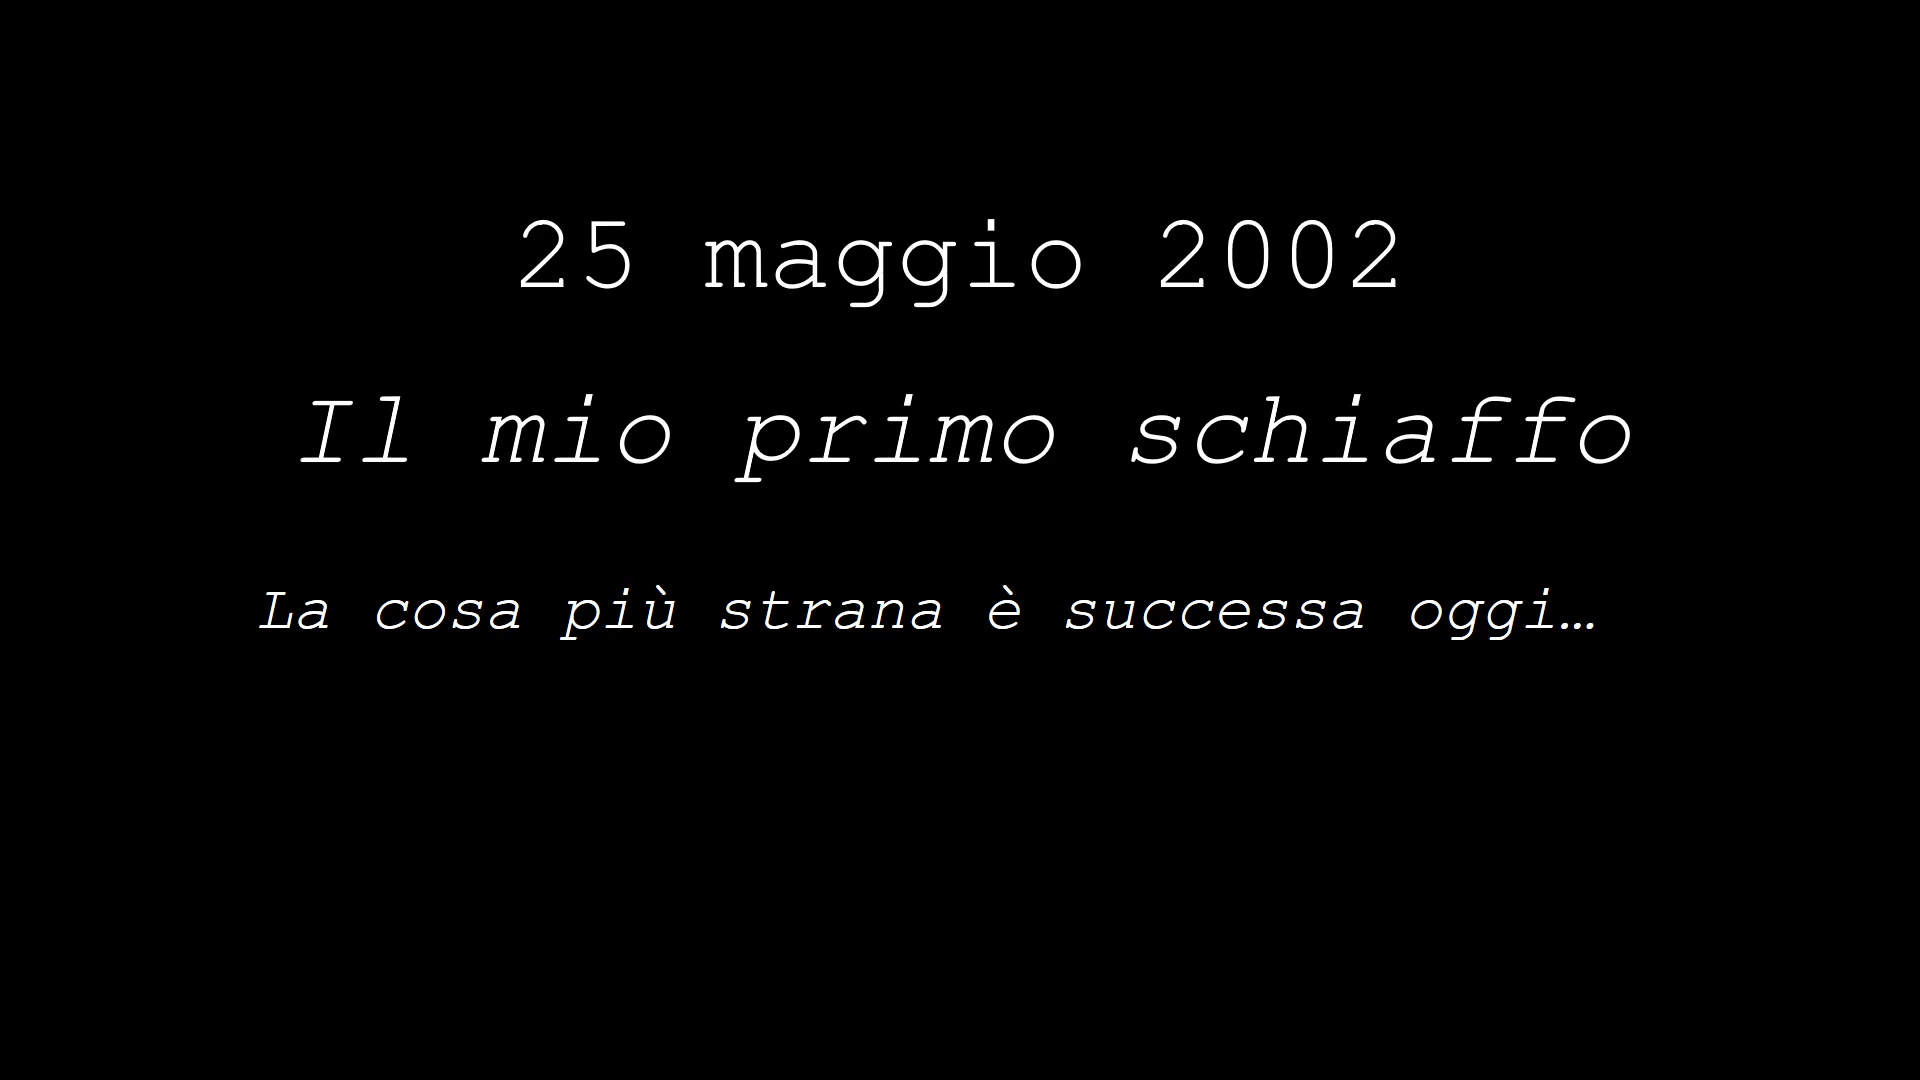 25 maggio 2002
Il mio primo schiaffo
La cosa più strana è successa oggi…